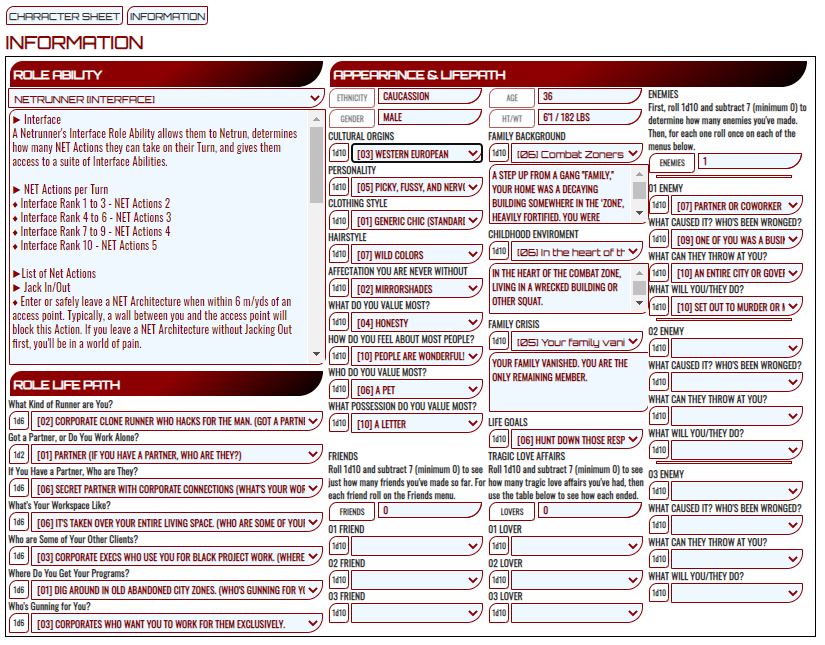 CHARACTER SHEET
INFORMATION
INFORMATION
ROLE ABILITY
NETRUNNER [INTERFACE]
► Interface
A Netrunner's Interface Role Ability allows them to Netrun, determines
how many NET Actions they can take on their Turn, and gives them
access to a suite of Interface Abilities.
► NET Actions per Turn
♦ Interface Rank 1 to 3 - NET Actions 2
♦ Interface Rank 4 to 6 - NET Actions 3
♦ Interface Rank 7 to 9 - NET Actions 4
♦ Interface Rank 10 - NET Actions 5
►List of Net Actions
► Jack In/Out
♦ Enter or safely leave a NET Architecture when within 6 m/yds of an
access point. Typically, a wall between you and the access point will
block this Action. If you leave a NET Architecture without Jacking Out
first, you'll be in a world of pain.
ROLE LIFE PATH
What Kind of Runner are You?
1d6 [02] CORPORATE CLONE RUNNER WHO HACKS FOR THE MAN. (GOT A PARTNI
Got a Partner, or Do You Work Alone?
1d2 [01] PARTNER (IF YOU HAVE A PARTNER, WHO ARE THEY?)
If You Have a Partner, Who are They?
1d6 [06] SECRET PARTNER WITH CORPORATE CONNECTIONS (WHAT'S YOUR WOR
What's Your Workspace Like?
1d6 [06] IT'S TAKEN OVER YOUR ENTIRE LIVING SPACE. (WHO ARE SOME OF YOUI
Who are Some of Your Other Clients?
1d6 [03] CORPORATE EXECS WHO USE YOU FOR BLACK PROJECT WORK. (WHERE
Where Do You Get Your Programs?
1d6 [01] DIG AROUND IN OLD ABANDONED CITY ZONES. (WHO'S GUNNING FOR Y(
Who's Gunning for You?
1d6 [03] CORPORATES WHO WANT YOU TO WORK FOR THEM EXCLUSIVELY.
APPEARANCE & LIFEPATH
ETHNICITY CAUCASSION
GENDER MALE
CULTURAL ORGINS
1d10 [03] WESTERN EUROPEAN
PERSONALITY
1d10 [05] PICKY, FUSSY, AND NERV(
CLOTHING STYLE
1d10 [01] GENERIC CHIC (STANDARI
HAIRSTYLE
1d10 [07] WILD COLORS
AFFECTATION YOU ARE NEVER WITHOUT
1d10 [02] MIRRORSHADES
WHAT DO YOU VALUE MOST?
1d10 [04] HONESTY
HOW DO YOU FEEL ABOUT MOST PEOPLE?
1d10 [10] PEOPLE ARE WONDERFUL!
WHO DO YOU VALUE MOST?
1d10 [06] A PET
WHAT POSSESSION DO YOU VALUE MOST?
1d10 [10] A LETTER
FRIENDS
Roll 1d10 and subtract 7 (minimum 0) to see
just how many friends you've made so far. For
each friend roll on the Friends menu.
FRIENDS 0
01 FRIEND
1d10
02 FRIEND
1d10
03 FRIEND
1d10
AGE 36
HT/WT 6'1 / 182 LBS
FAMILY BACKGROUND
1d10 [06] Combat Zoners
A STEP UP FROM A GANG "FAMILY,"
YOUR HOME WAS A DECAYING
BUILDING SOMEWHERE IN THE 'ZONE,
HEAVILY FORTIFIED. YOU WERE
CHILDHOOD ENVIROMENT
1d10 [06] In the heart of th
IN THE HEART OF THE COMBAT ZONE,
LIVING IN A WRECKED BUILDING OR
OTHER SQUAT.
FAMILY CRISIS
1d10 [05] Your family vani
YOUR FAMILY VANISHED. YOU ARE THE
ONLY REMAINING MEMBER.
LIFE GOALS
1d10 [06] HUNT DOWN THOSE RESP
TRAGIC LOVE AFFAIRS
Roll 1d10 and subtract 7 (minimum 0) to see
how many tragic love affairs you've had, then
use the table below to see how each ended.
LOVERS 0
01 LOVER
1d10
02 LOVER
1d10
03 LOVER
1d10
ENEMIES
First, roll 1d10 and subtract 7 (minimum 0) to
determine how many enemies you've made.
Then, for each one roll once on each of the
menus below.
ENEMIES 1
01 ENEMY
1d10 [07] PARTNER OR COWORKER
WHAT CAUSED IT? WHO'S BEEN WRONGED?
1d10 [09] ONE OF YOU WAS A BUSIN
WHAT CAN THEY THROW AT YOU?
1d10 [10] AN ENTIRE CITY OR GOVEI
WHAT WILL YOU/THEY DO?
1d10 [10] SET OUT TO MURDER OR M
02 ENEMY
1d10
WHAT CAUSED IT? WHO'S BEEN WRONGED?
1d10
WHAT CAN THEY THROW AT YOU?
1d10
WHAT WILL YOU/THEY DO?
1d10
03 ENEMY
1d10
WHAT CAUSED IT? WHO'S BEEN WRONGED?
1d10
WHAT CAN THEY THROW AT YOU?
1d10
WHAT WILL YOU/THEY DO?
1d10